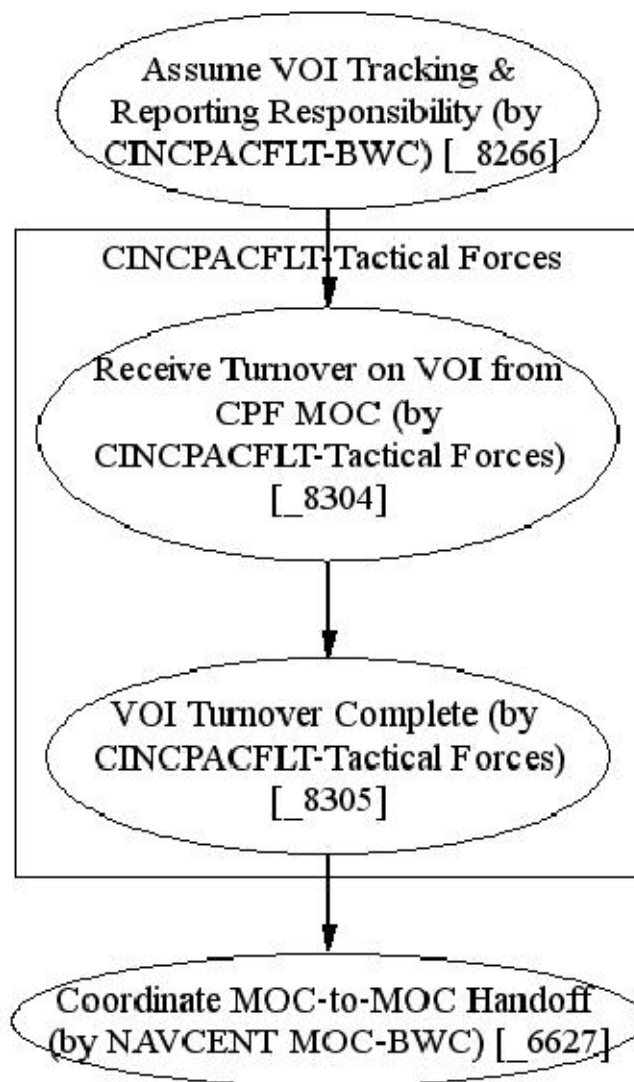 Assume VOI Tracking &
Reporting Responsibility (by
CINCPACFLT-BWC) [_8266]
CINCPACFLT-Tactical Forces
Receive Turnover on VOI from
CPF MOC (by
CINCPACFLT-Tactical Forces)
[_8304]
VOI Turnover Complete (by
CINCPACFLT-Tactical Forces)
[_8305]
Coordinate MOC-to-MOC Handoff
(by NAVCENT MOC-BWC) [_6627]